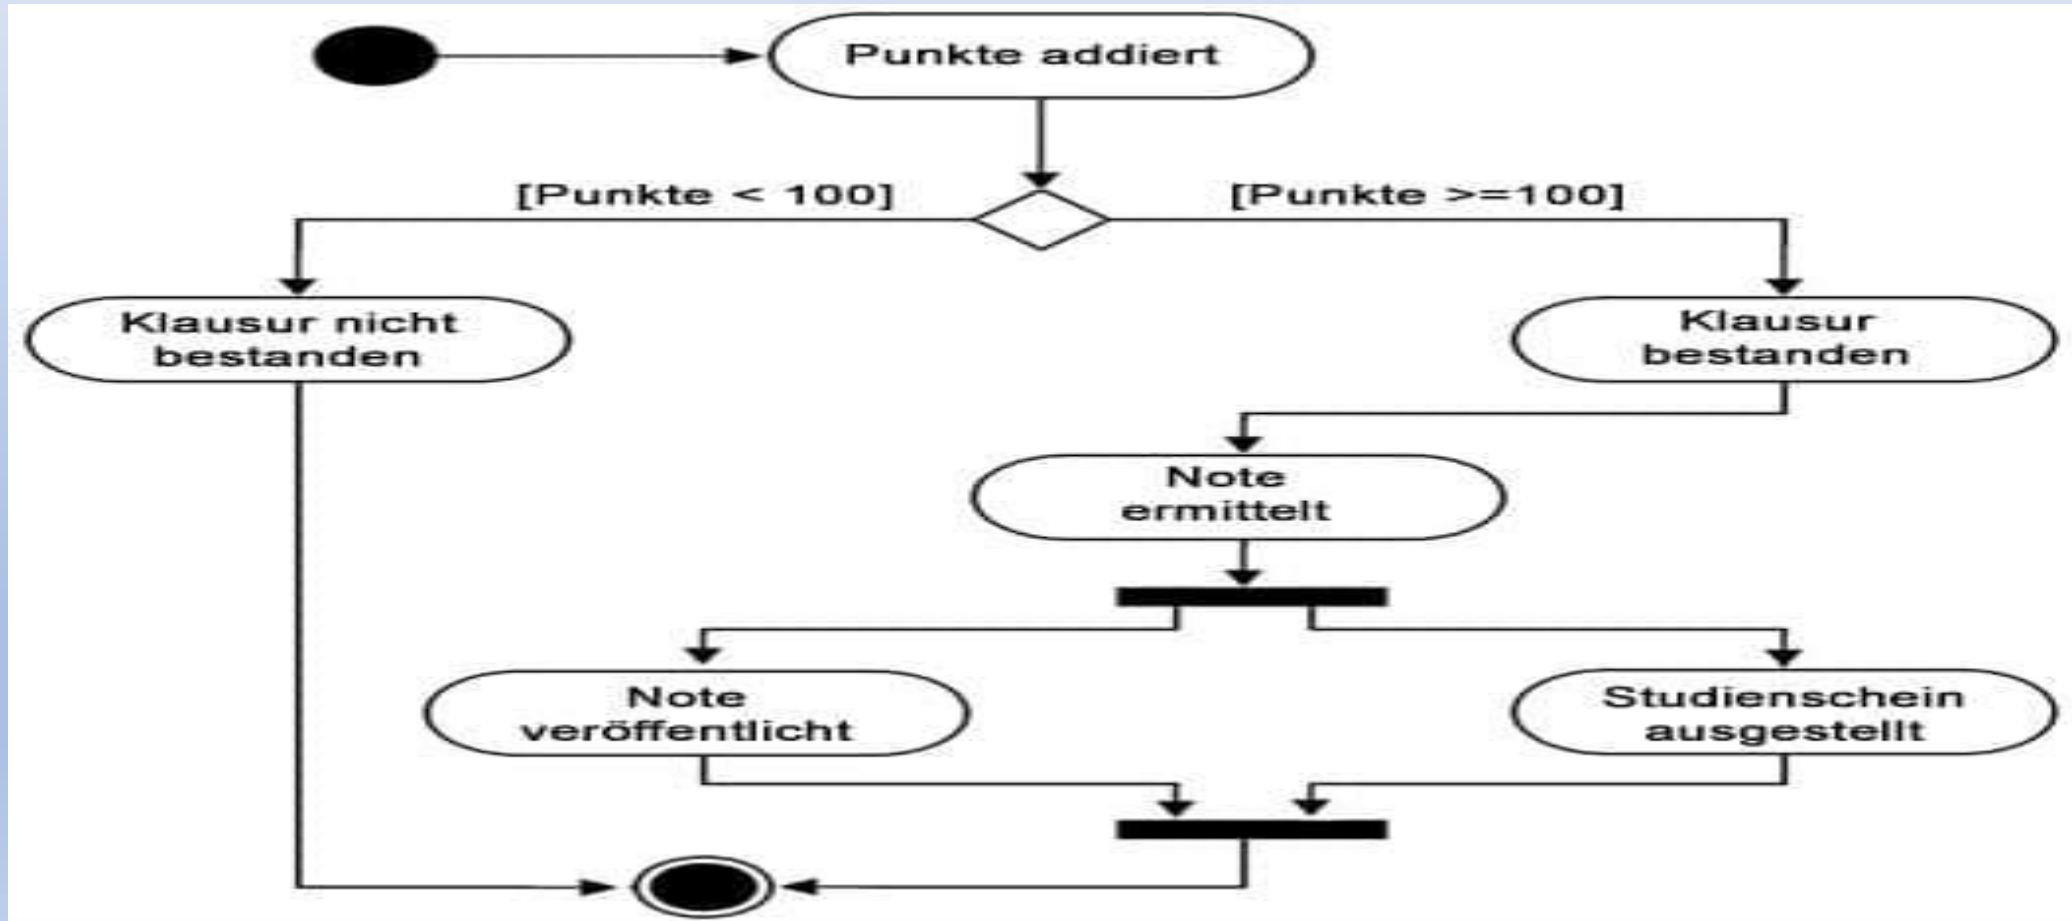 Punkte addiert
[Punkte < 100]
[Punkte >=100]
Klausur nicht
bestanden
Klausur
bestanden
Note
ermittelt
Note
veröffentlicht
Studienschein
ausgestellt